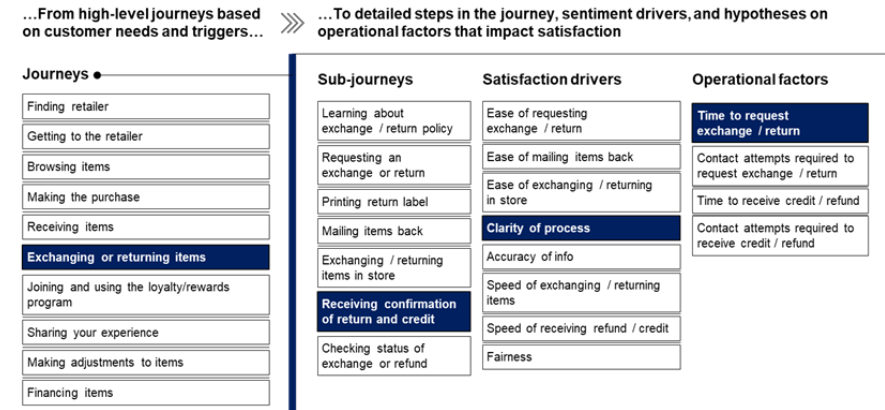 ...From high-level journeys based
on customer needs and triggers...
...To detailed steps in the journey, sentiment drivers, and hypotheses on
operational factors that impact satisfaction
Journeys
Finding retailer
Getting to the retailer
Browsing items
Making the purchase
Receiving items
Exchanging or returning items
Joining and using the loyalty/rewards
program
Sharing your experience
Making adjustments to items
Financing items
Sub-journeys
Learning about
exchange / return policy
Requesting an
exchange or return
Printing return label
Mailing items back
Exchanging / returning
items in store
Receiving confirmation
of return and credit
Checking status of
exchange or refund
Satisfaction drivers
Ease of requesting
exchange / return
Ease of mailing items back
Ease of exchanging / returning
in store
Clarity of process
Accuracy of info
Speed of exchanging / returning
items
Speed of receiving refund / credit
Fairness
Operational factors
Time to request
exchange / return
Contact attempts required to
request exchange / return
Time to receive credit / refund
Contact attempts required to
receive credit / refund